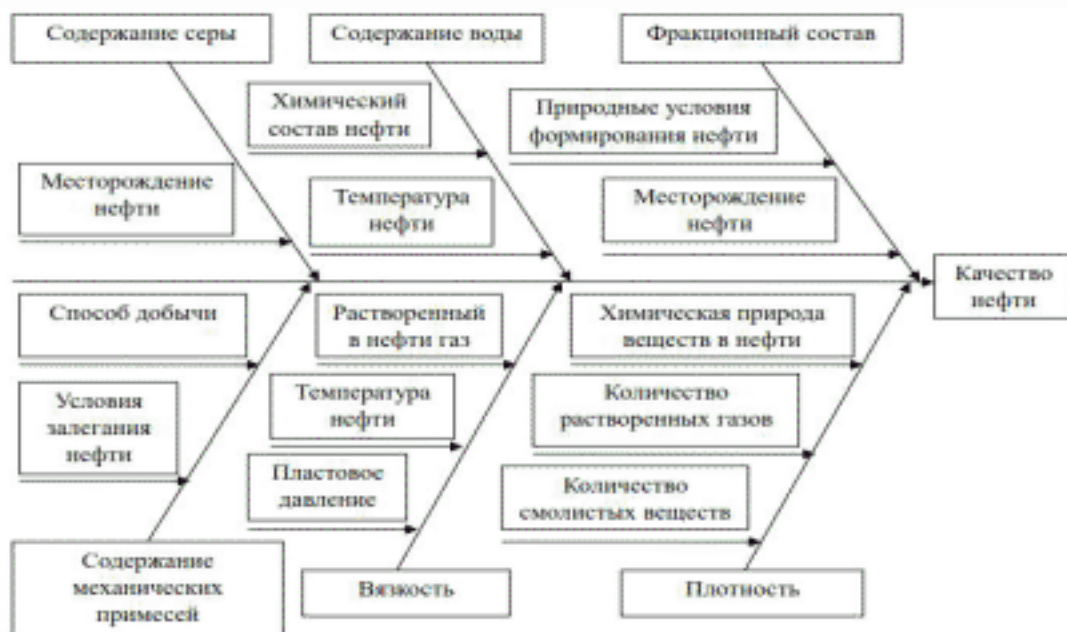 Содержание серы
Содержание воды
Фракционный состав
Химический
состав нефти
Природные условия
формирования нефти
Месторождение
нефти
Температура
нефти
Месторождение
нефти
Качество
нефти
Способ добычи
Растворенный
в нефти газ
Химическая природа
веществ в нефти
Условия
залегания
нефти
Температура
нефти
Количество
растворенных газов
Пластовое
давление
Количество
смолистых веществ
Содержание
механических
примесей
Вязкость
Плотность